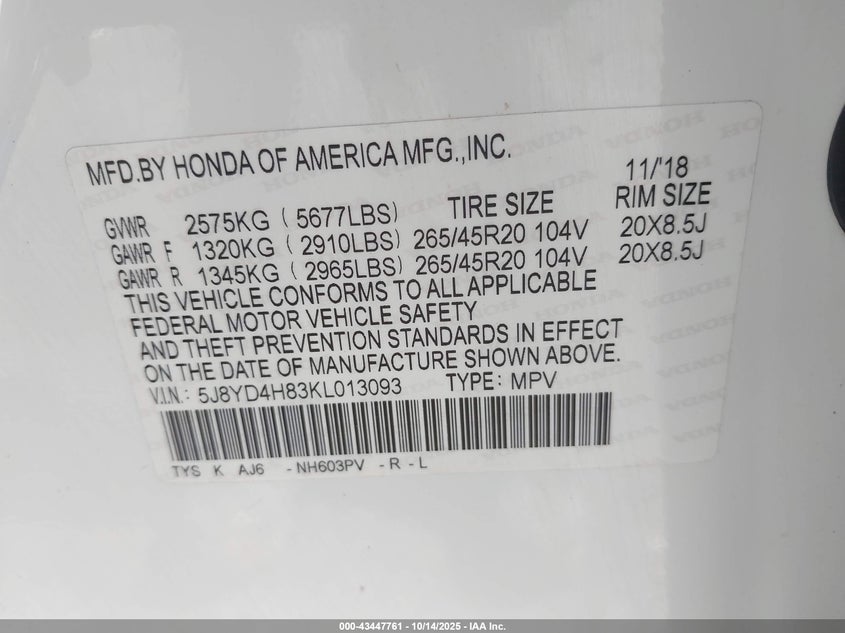 MFD.BY HONDA OF AMERICA MFG.,INC. 11/'18
GVWR 2575KG ( 5677LBS) TIRE SIZE RIM SIZE
GAWR F 1320KG ( 2910LBS) 265/45R20 104V 20X8.5J
GAWR R 1345KG ( 2965LBS) 265/45R20 104V 20X8.5J
THIS VEHICLE CONFORMS TO ALL APPLICABLE
FEDERAL MOTOR VEHICLE SAFETY
AND THEFT PREVENTION STANDARDS IN EFFECT
ON THE DATE OF MANUFACTURE SHOWN ABOVE.
V.I.N.: 5J8YD4H83KL013093 TYPE: MPV
TYS K AJ6 -NH603PV -R -L
000-43447761 - 10/14/2025 - IAA Inc.